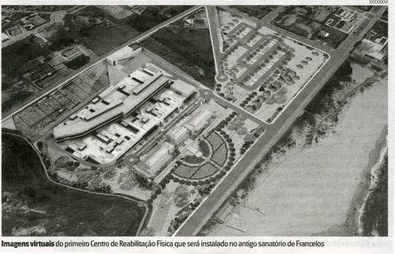 Imagens virtuais do primeiro Centro de Reabilitação Física que será instalado no antigo sanatório de Francelos